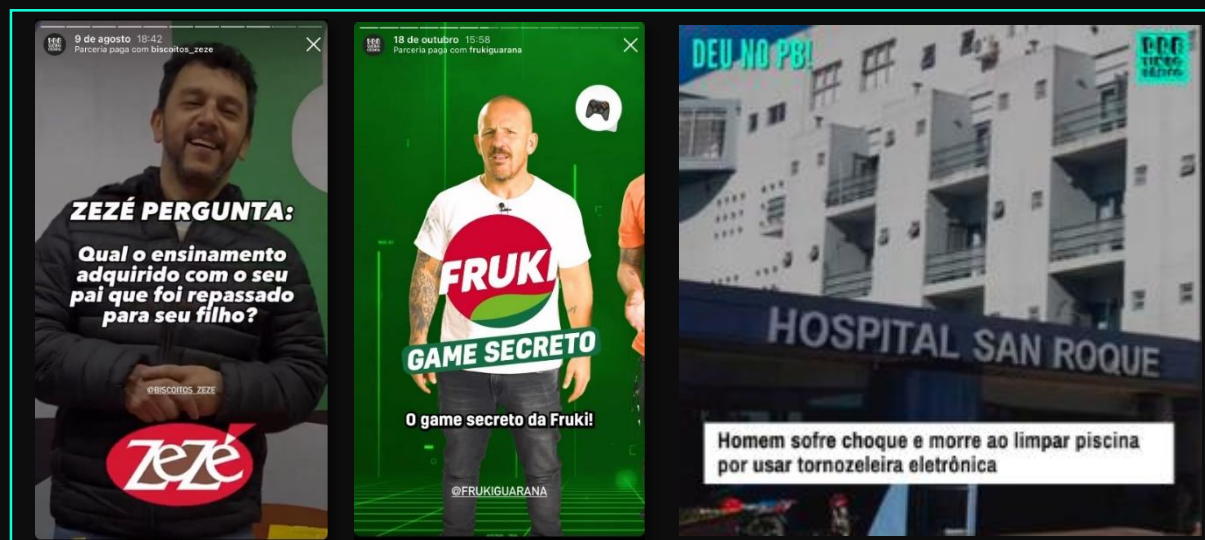 9 de agosto 18:42
Parceria paga com biscoitos_zeze
ZEZÉ PERGUNTA:
Qual o ensinamento
adquirido com o seu
pai que foi repassado
para seu filho?
@BISCOITOS_ZEZE
ZEZÉ
18 de outubro 15:58
Parceria paga com frukiguarana
FRUKI
GAME SECRETO
O game secreto da Fruki!
@FRUKIGUARANA
DEU NO PB!
HOSPITAL SAN ROQUE
Homem sofre choque e morre ao limpar piscina
por usar tornozeleira eletrônica